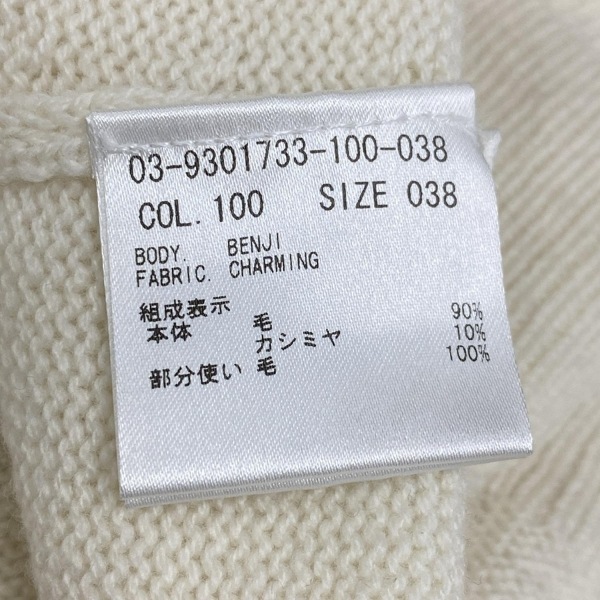 03-9301733-100-038
COL. 100 SIZE 038
BODY. BENJI
FABRIC. CHARMING
組成表示
本体 毛 90%
カシミヤ 10%
部分使い 毛 100%